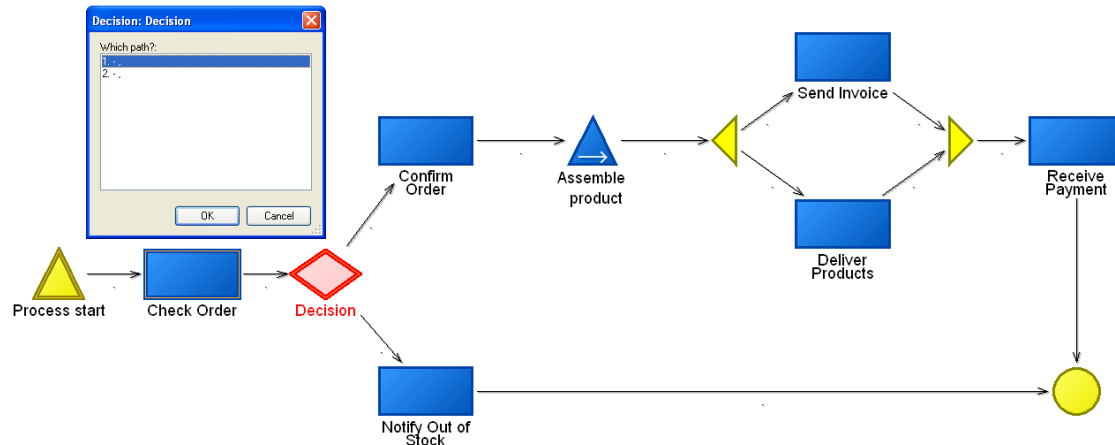 Decision: Decision
Which path?:
1. - ,
2. - ,
OK
Cancel
Send Invoice
Confirm
Order
Assemble
product
Receive
Payment
Deliver
Products
Process start
Check Order
Decision
Notify Out of
Stock